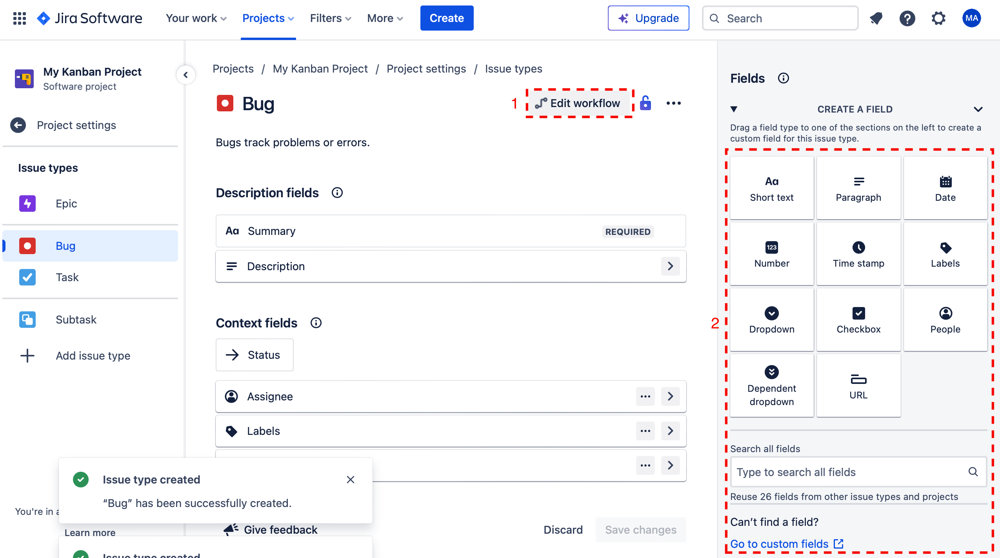 Jira Software
Your work
Projects
Filters
More
Create
Upgrade
Search
MA
My Kanban Project
Software project
Project settings
Issue types
Epic
Bug
Task
Subtask
Add issue type
You're in a
Learn more
Projects / My Kanban Project / Project settings / Issue types
Bug
1
Edit workflow
Bugs track problems or errors.
Description fields
Aa Summary
REQUIRED
Description
Context fields
Status
Assignee
Labels
Issue type created
“Bug” has been successfully created.
Give feedback
Discard
Save changes
Issue type created
Fields
CREATE A FIELD
Drag a field type to one of the sections on the left to create a
custom field for this issue type.
2
Aa
Short text
Paragraph
Date
123
Number
Time stamp
Labels
Dropdown
Checkbox
People
Dependent
dropdown
URL
Search all fields
Type to search all fields
Reuse 26 fields from other issue types and projects
Can’t find a field?
Go to custom fields